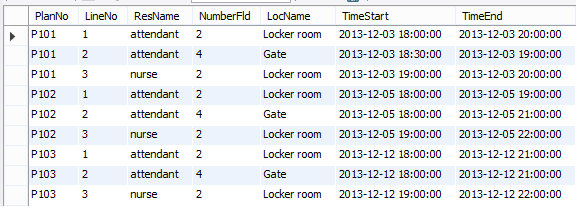 PlanNo LineNo ResName NumberFld LocName TimeStart TimeEnd
P101 1 attendant 2 Locker room 2013-12-03 18:00:00 2013-12-03 20:00:00
P101 2 attendant 4 Gate 2013-12-03 18:30:00 2013-12-03 19:00:00
P101 3 nurse 2 Locker room 2013-12-03 19:00:00 2013-12-03 20:00:00
P102 1 attendant 2 Locker room 2013-12-05 18:00:00 2013-12-05 19:00:00
P102 2 attendant 4 Gate 2013-12-05 18:00:00 2013-12-05 21:00:00
P102 3 nurse 2 Locker room 2013-12-05 19:00:00 2013-12-05 22:00:00
P103 1 attendant 2 Locker room 2013-12-12 18:00:00 2013-12-12 21:00:00
P103 2 attendant 4 Gate 2013-12-12 18:00:00 2013-12-12 21:00:00
P103 3 nurse 2 Locker room 2013-12-12 19:00:00 2013-12-12 22:00:00